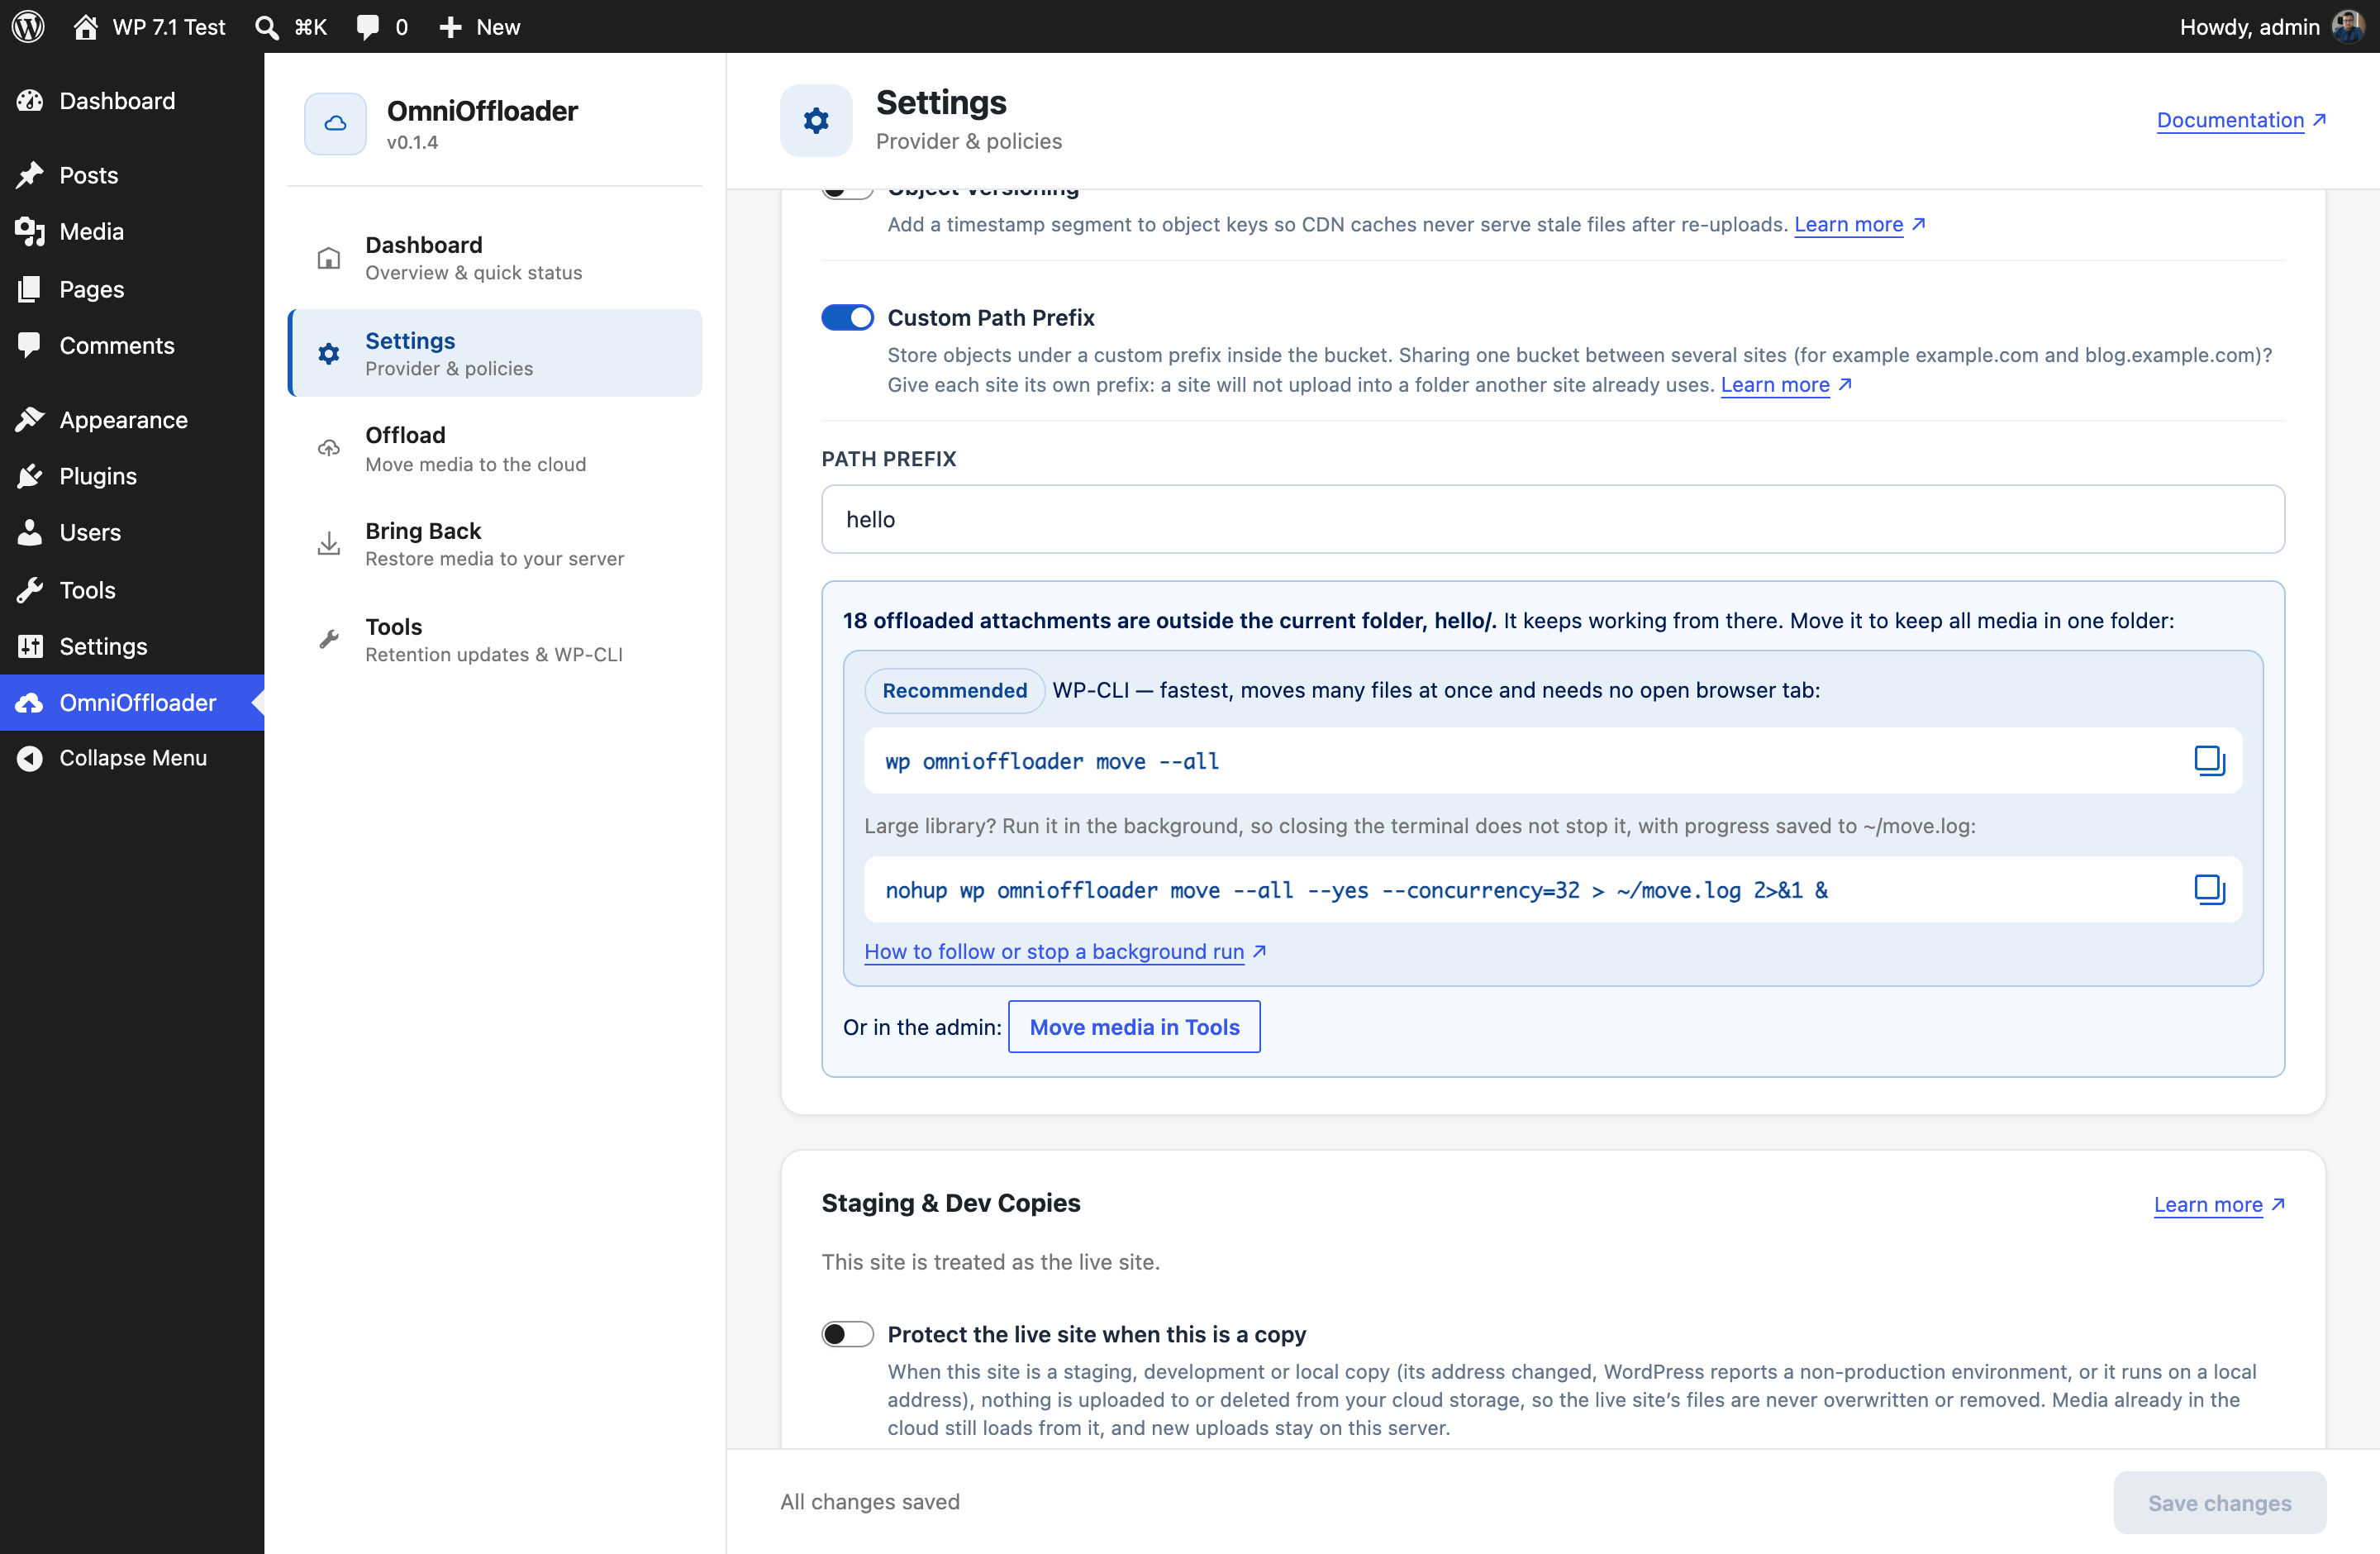 WP 7.1 Test
⌘K
0
New
Howdy, admin
Dashboard
Posts
Media
Pages
Comments
Appearance
Plugins
Users
Tools
Settings
OmniOffloader
Collapse Menu
OmniOffloader
v0.1.4
Dashboard
Overview & quick status
Settings
Provider & policies
Offload
Move media to the cloud
Bring Back
Restore media to your server
Tools
Retention updates & WP-CLI
Settings
Provider & policies
Documentation ↗
Object Versioning
Add a timestamp segment to object keys so CDN caches never serve stale files after re-uploads. Learn more ↗
Custom Path Prefix
Store objects under a custom prefix inside the bucket. Sharing one bucket between several sites (for example example.com and blog.example.com)?
Give each site its own prefix: a site will not upload into a folder another site already uses. Learn more ↗
PATH PREFIX
hello
18 offloaded attachments are outside the current folder, hello/. It keeps working from there. Move it to keep all media in one folder:
Recommended WP-CLI — fastest, moves many files at once and needs no open browser tab:
wp omnioffloader move --all
Large library? Run it in the background, so closing the terminal does not stop it, with progress saved to ~/move.log:
nohup wp omnioffloader move --all --yes --concurrency=32 > ~/move.log 2>&1 &
How to follow or stop a background run ↗
Or in the admin: Move media in Tools
Staging & Dev Copies
Learn more ↗
This site is treated as the live site.
Protect the live site when this is a copy
When this site is a staging, development or local copy (its address changed, WordPress reports a non-production environment, or it runs on a local
address), nothing is uploaded to or deleted from your cloud storage, so the live site’s files are never overwritten or removed. Media already in the
cloud still loads from it, and new uploads stay on this server.
All changes saved
Save changes